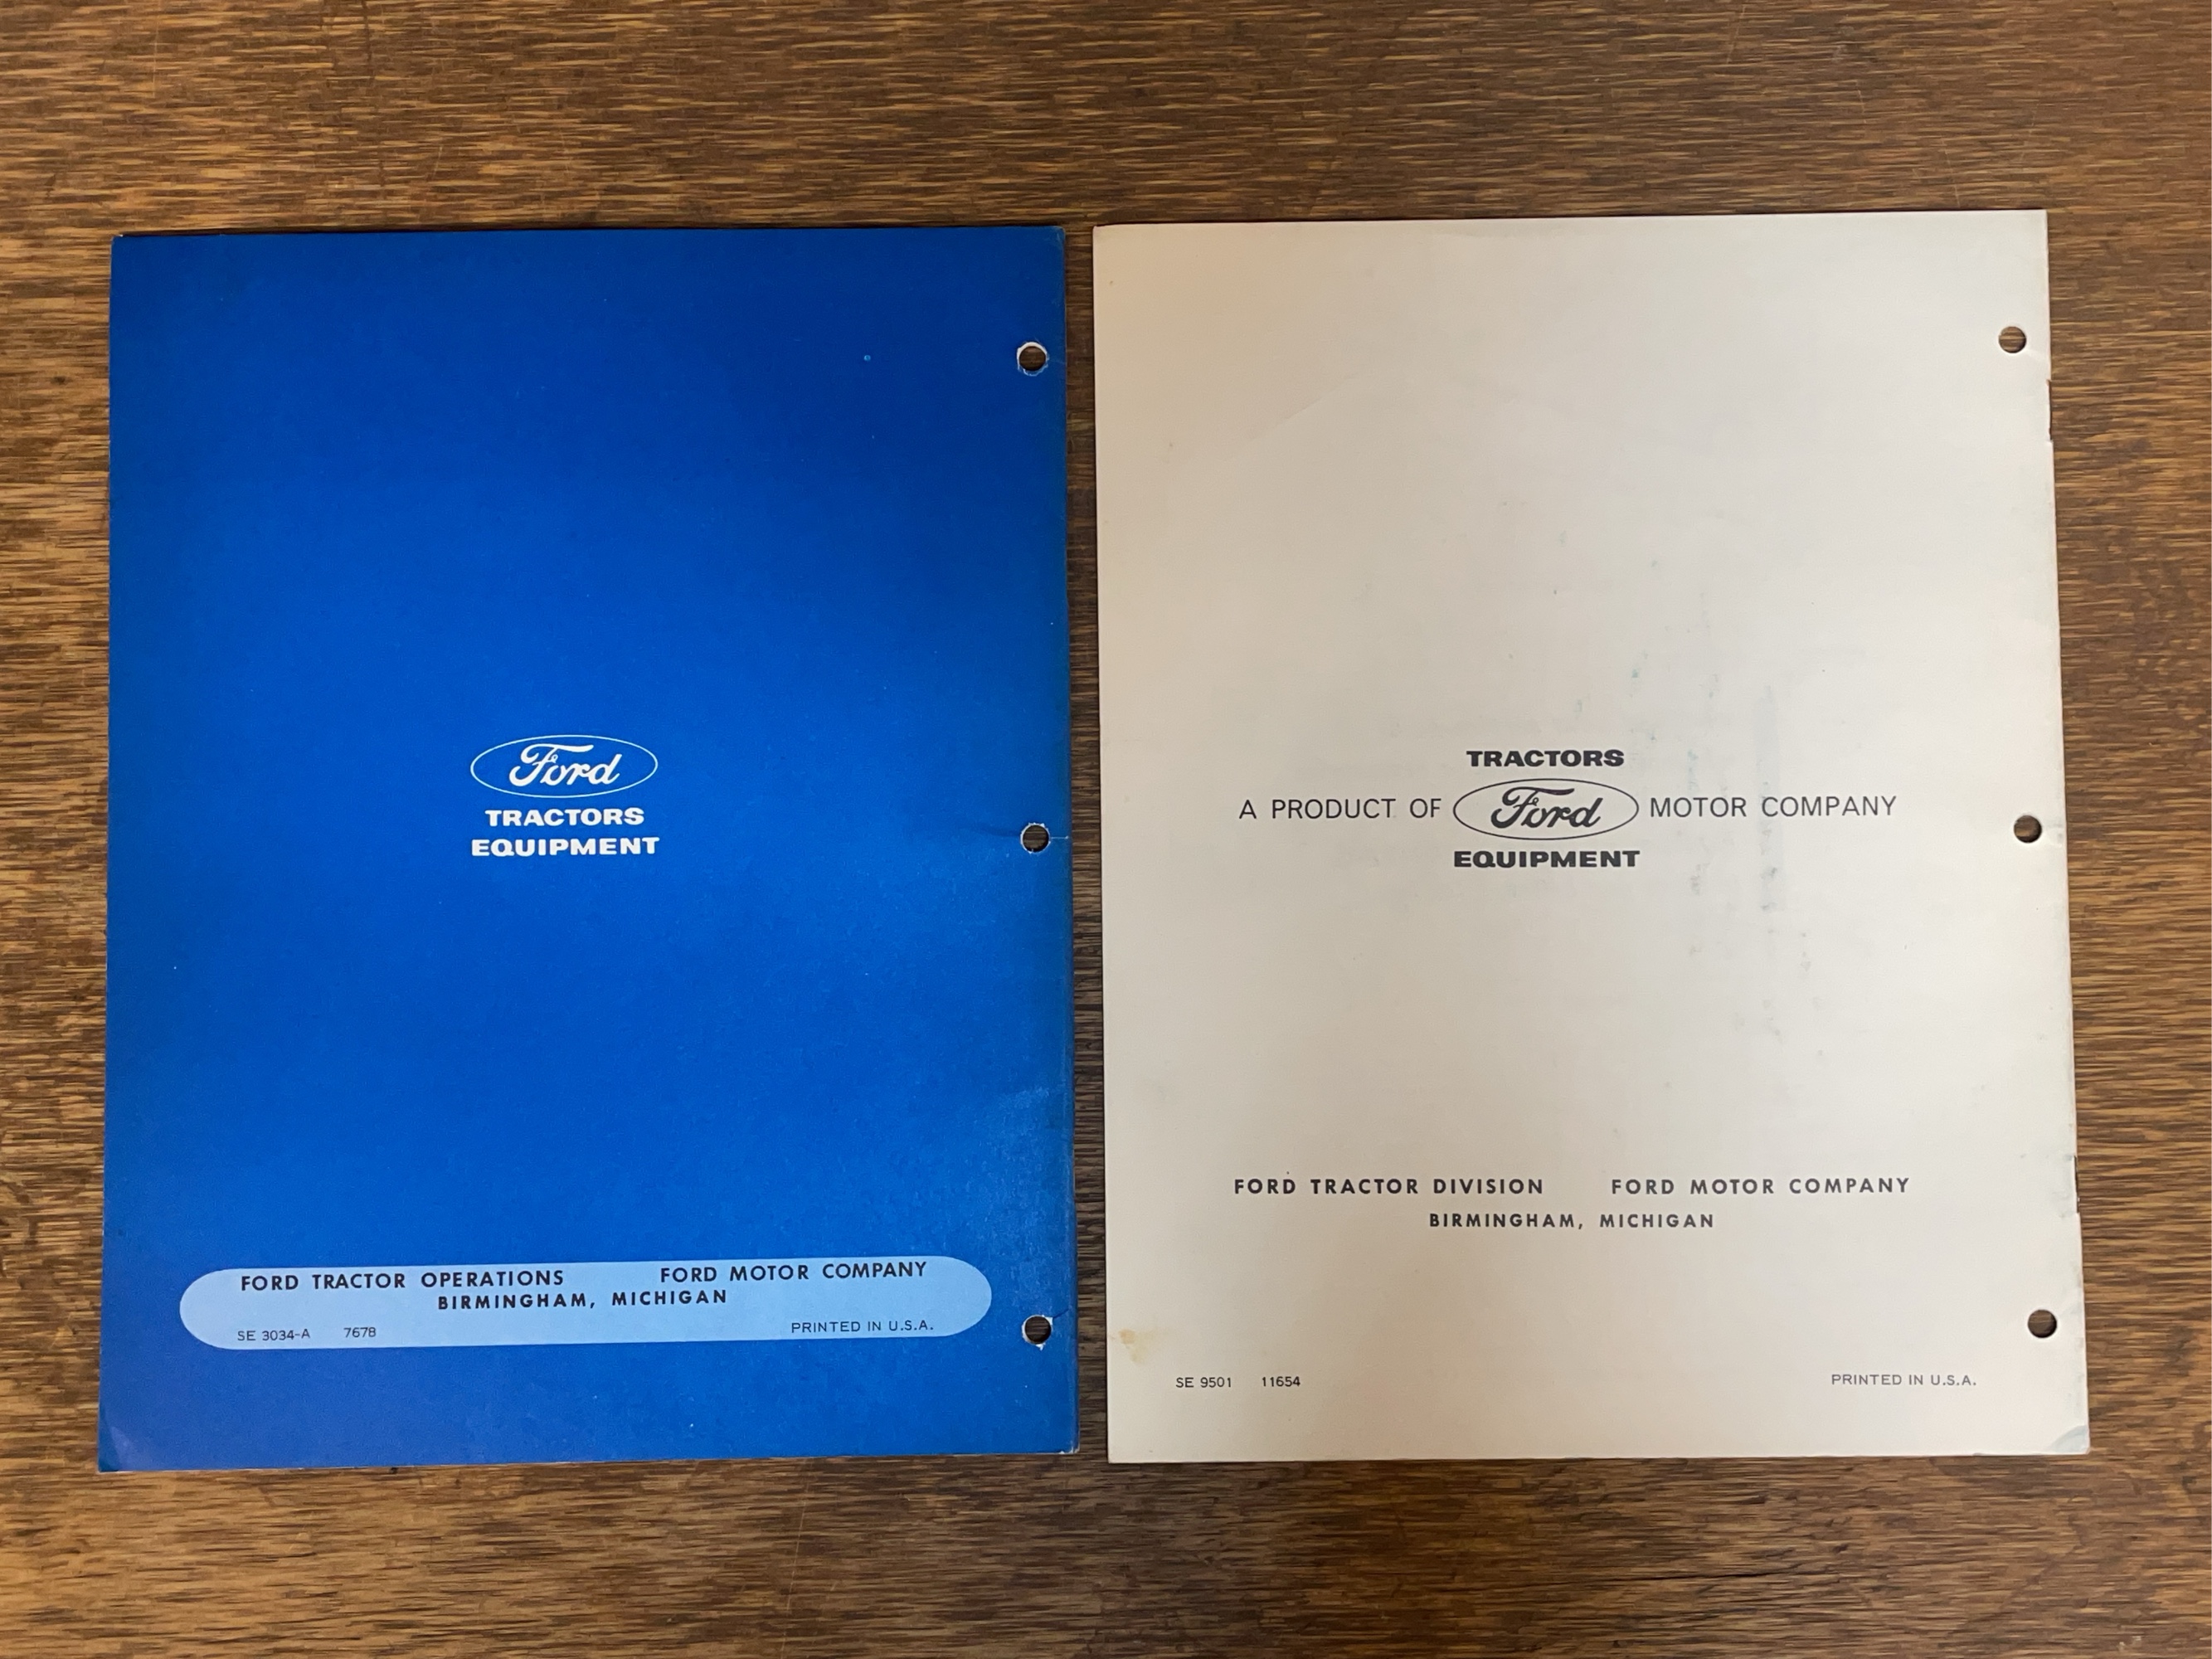 Ford
TRACTORS
EQUIPMENT
FORD TRACTOR OPERATIONS FORD MOTOR COMPANY
BIRMINGHAM, MICHIGAN
SE 3034-A 7678 PRINTED IN U.S.A.
TRACTORS
A PRODUCT OF Ford MOTOR COMPANY
EQUIPMENT
FORD TRACTOR DIVISION FORD MOTOR COMPANY
BIRMINGHAM, MICHIGAN
SE 9501 11654 PRINTED IN U.S.A.